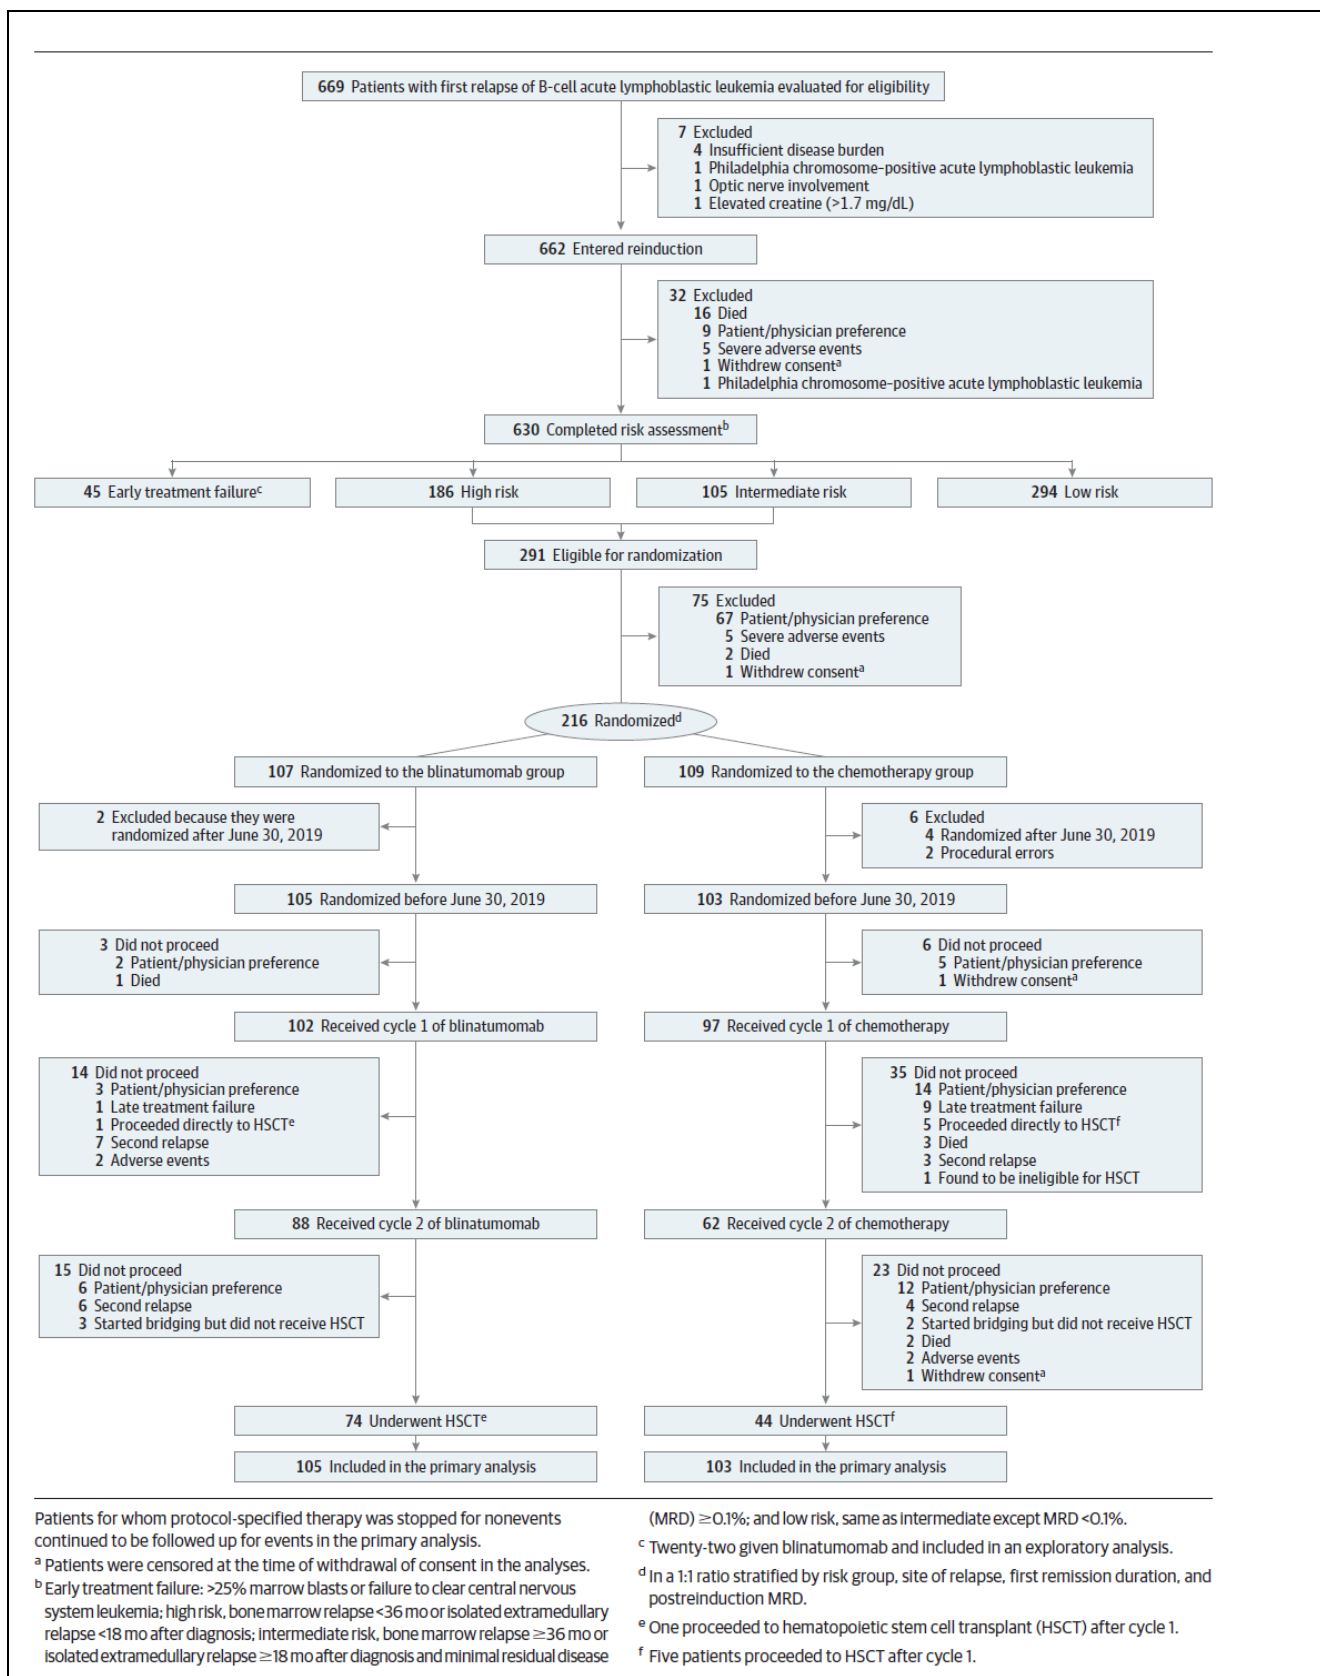 669 Patients with first relapse of B-cell acute lymphoblastic leukemia evaluated for eligibility
7 Excluded
4 Insufficient disease burden
1 Philadelphia chromosome–positive acute lymphoblastic leukemia
1 Optic nerve involvement
1 Elevated creatine (>1.7 mg/dL)
662 Entered reinduction
32 Excluded
16 Died
9 Patient/physician preference
5 Severe adverse events
1 Withdrew consentᵃ
1 Philadelphia chromosome–positive acute lymphoblastic leukemia
630 Completed risk assessmentᵇ
45 Early treatment failureᶜ
186 High risk
105 Intermediate risk
294 Low risk
291 Eligible for randomization
75 Excluded
67 Patient/physician preference
5 Severe adverse events
2 Died
1 Withdrew consentᵃ
216 Randomizedᵈ
107 Randomized to the blinatumomab group
109 Randomized to the chemotherapy group
2 Excluded because they were
randomized after June 30, 2019
6 Excluded
4 Randomized after June 30, 2019
2 Procedural errors
105 Randomized before June 30, 2019
103 Randomized before June 30, 2019
3 Did not proceed
2 Patient/physician preference
1 Died
6 Did not proceed
5 Patient/physician preference
1 Withdrew consentᵃ
102 Received cycle 1 of blinatumomab
97 Received cycle 1 of chemotherapy
14 Did not proceed
3 Patient/physician preference
1 Late treatment failure
1 Proceeded directly to HSCTᵉ
7 Second relapse
2 Adverse events
35 Did not proceed
14 Patient/physician preference
9 Late treatment failure
5 Proceeded directly to HSCTᶠ
3 Died
3 Second relapse
1 Found to be ineligible for HSCT
88 Received cycle 2 of blinatumomab
62 Received cycle 2 of chemotherapy
15 Did not proceed
6 Patient/physician preference
6 Second relapse
3 Started bridging but did not receive HSCT
23 Did not proceed
12 Patient/physician preference
4 Second relapse
2 Started bridging but did not receive HSCT
2 Died
2 Adverse events
1 Withdrew consentᵃ
74 Underwent HSCTᵉ
44 Underwent HSCTᶠ
105 Included in the primary analysis
103 Included in the primary analysis
Patients for whom protocol-specified therapy was stopped for nonevents
continued to be followed up for events in the primary analysis.
ᵃ Patients were censored at the time of withdrawal of consent in the analyses.
ᵇ Early treatment failure: >25% marrow blasts or failure to clear central nervous
system leukemia; high risk, bone marrow relapse <36 mo or isolated extramedullary
relapse <18 mo after diagnosis; intermediate risk, bone marrow relapse ≥36 mo or
isolated extramedullary relapse ≥18 mo after diagnosis and minimal residual disease
(MRD) ≥0.1%; and low risk, same as intermediate except MRD <0.1%.
ᶜ Twenty-two given blinatumomab and included in an exploratory analysis.
ᵈ In a 1:1 ratio stratified by risk group, site of relapse, first remission duration, and
postreinduction MRD.
ᵉ One proceeded to hematopoietic stem cell transplant (HSCT) after cycle 1.
ᶠ Five patients proceeded to HSCT after cycle 1.